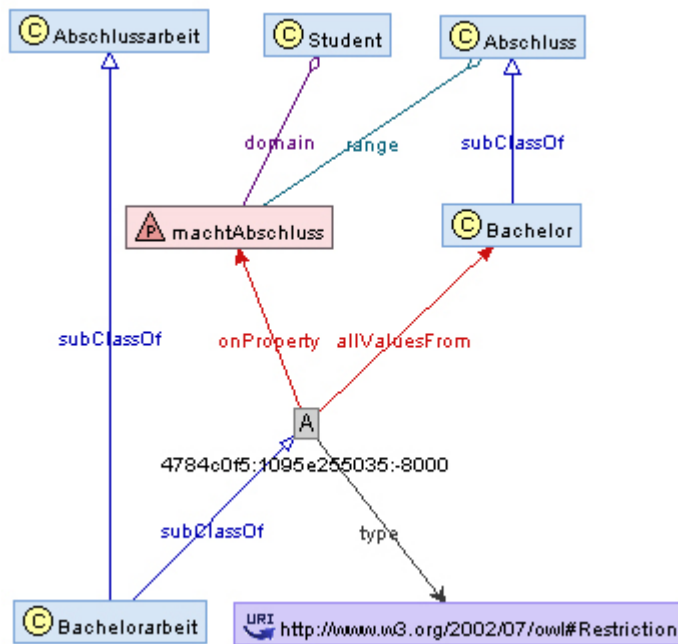 C Abschlussarbeit
C Student
C Abschluss
domain
range
subClassOf
P machtAbschluss
C Bachelor
subClassOf
onProperty
allValuesFrom
A
4784c0f5:1095e255035:-8000
subClassOf
type
C Bachelorarbeit
URI http://www.w3.org/2002/07/owl#Restriction